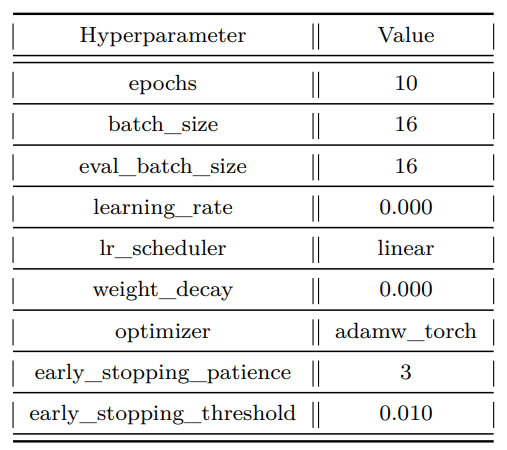 Hyperparameter Value
epochs 10
batch_size 16
eval_batch_size 16
learning_rate 0.000
lr_scheduler linear
weight_decay 0.000
optimizer adamw_torch
early_stopping_patience 3
early_stopping_threshold 0.010